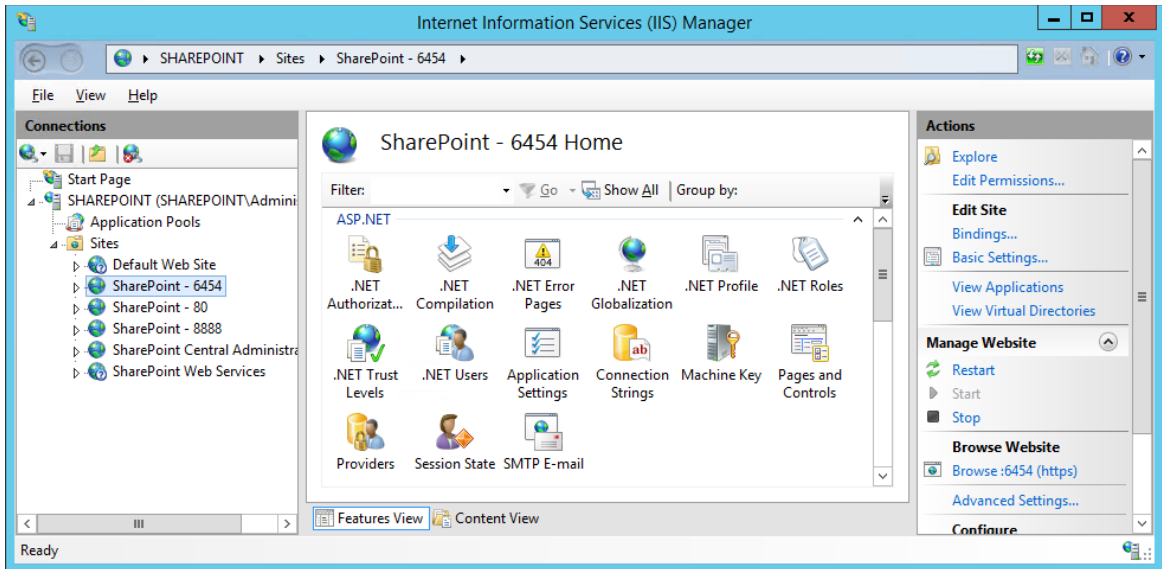 Internet Information Services (IIS) Manager
SHAREPOINT Sites SharePoint - 6454
File View Help
Connections
Start Page
SHAREPOINT (SHAREPOINT\Admini
Application Pools
Sites
Default Web Site
SharePoint - 6454
SharePoint - 80
SharePoint - 8888
SharePoint Central Administra
SharePoint Web Services
SharePoint - 6454 Home
Filter: Go Show All Group by:
ASP.NET
.NET Authorizat...
.NET Compilation
404
.NET Error Pages
.NET Globalization
.NET Profile
.NET Roles
.NET Trust Levels
.NET Users
Application Settings
ab
Connection Strings
Machine Key
Pages and Controls
Providers
Session State
SMTP E-mail
Features View Content View
Actions
Explore
Edit Permissions...
Edit Site
Bindings...
Basic Settings...
View Applications
View Virtual Directories
Manage Website
Restart
Start
Stop
Browse Website
Browse :6454 (https)
Advanced Settings...
Configure
Ready